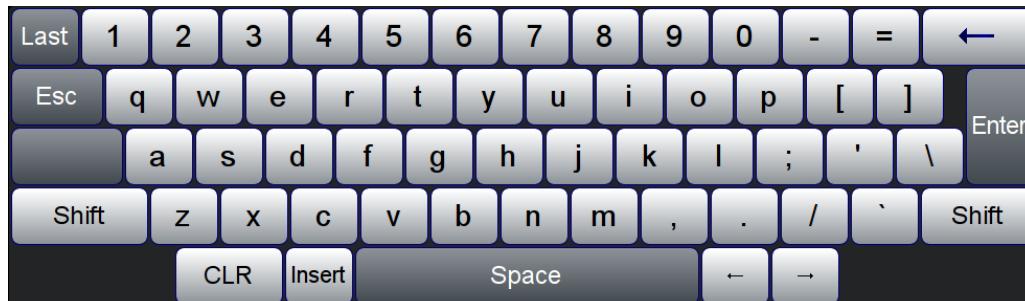 Last 1 2 3 4 5 6 7 8 9 0 - = ←
Esc q w e r t y u i o p [ ]
Enter
a s d f g h j k l ; ' \
Shift z x c v b n m , . / ` Shift
CLR Insert Space ← →